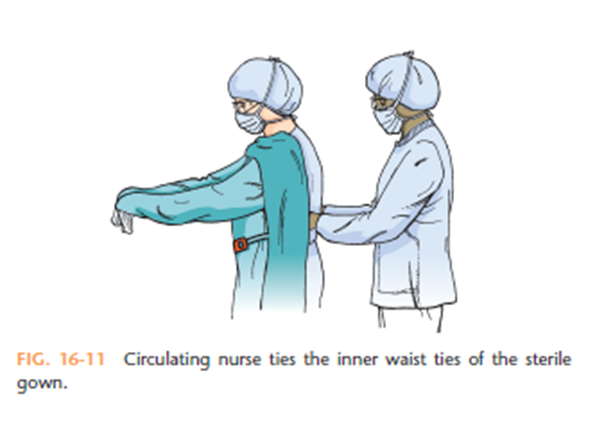 FIG. 16-11 Circulating nurse ties the inner waist ties of the sterile
gown.